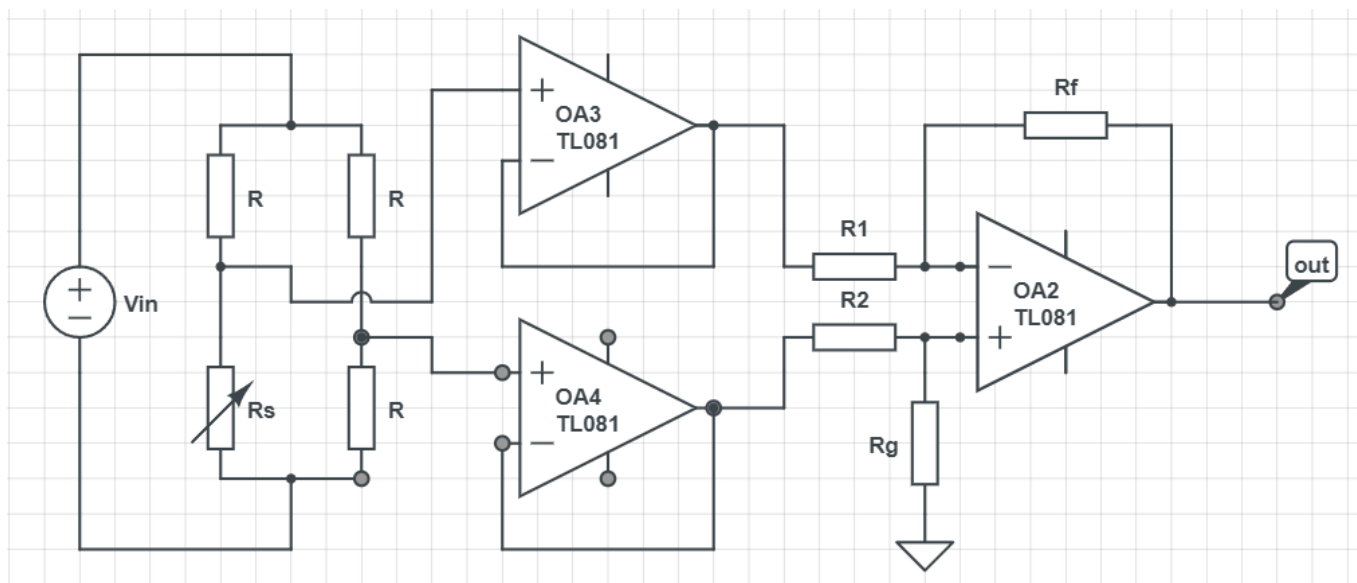 Vin
R
R
Rs
R
+
−
+
−
OA3
TL081
+
−
OA4
TL081
R1
R2
Rg
Rf
−
+
OA2
TL081
out